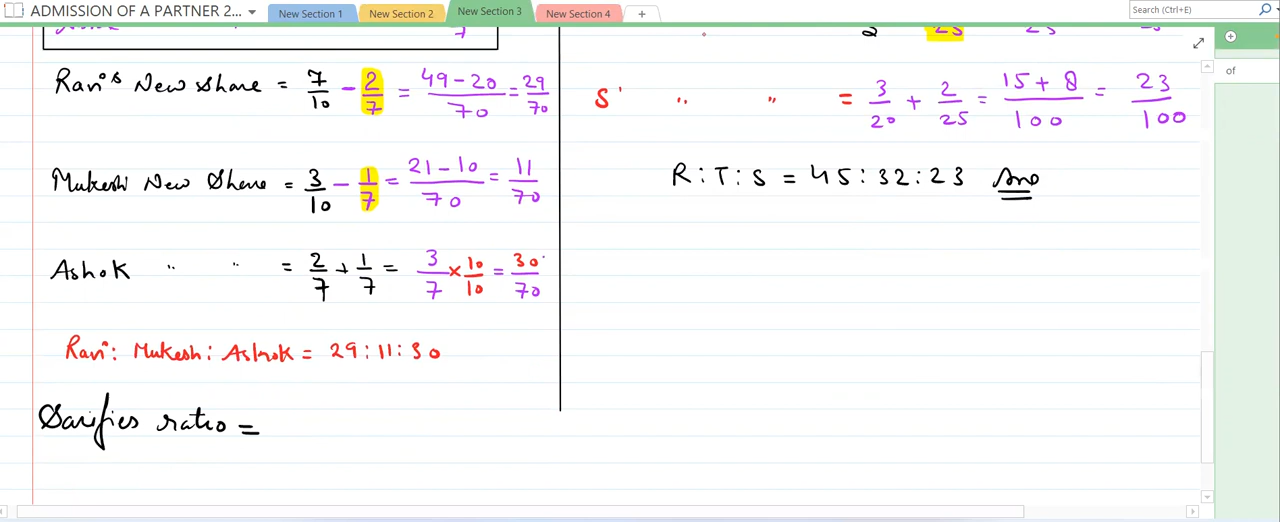 ADMISSION OF A PARTNER 2...
New Section 1
New Section 2
New Section 3
New Section 4
+
Search (Ctrl+E)
of
Ravi's New Share = 7/10 - 2/7 = 49-20/70 = 29/70
Mukesh New Share = 3/10 - 1/7 = 21-10/70 = 11/70
Ashok " " = 2/7 + 1/7 = 3/7 × 10/10 = 30/70
Ravi : Mukesh : Ashok = 29 : 11 : 30
Sarifies ratio =
S' " " = 3/20 + 2/25 = 15+8/100 = 23/100
R : T : S = 45 : 32 : 23 Ans